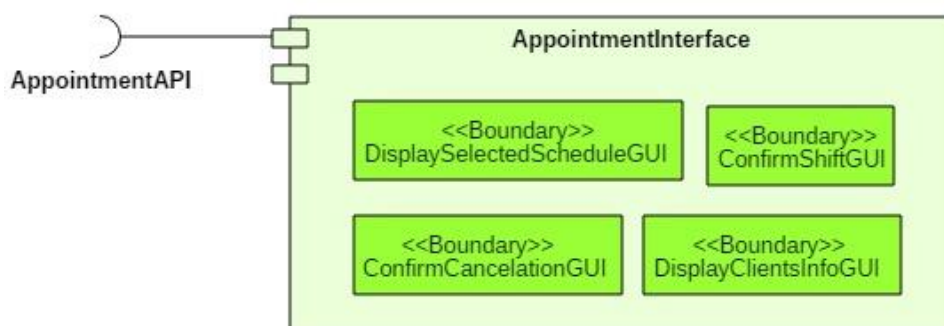 AppointmentInterface
AppointmentAPI
<<Boundary>>
DisplaySelectedScheduleGUI
<<Boundary>>
ConfirmShiftGUI
<<Boundary>>
ConfirmCancelationGUI
<<Boundary>>
DisplayClientsInfoGUI